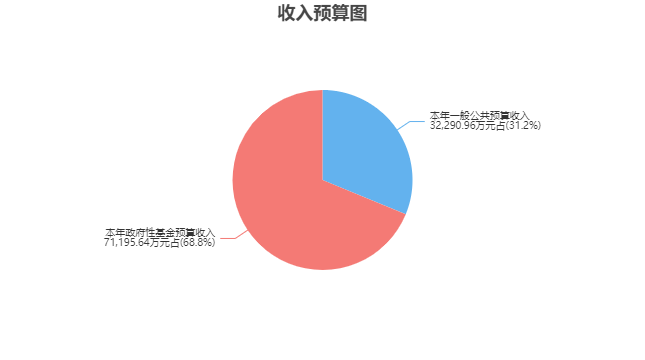 收入预算图
本年一般公共预算收入
32,290.96万元占(31.2%)
本年政府性基金预算收入
71,195.64万元占(68.8%)